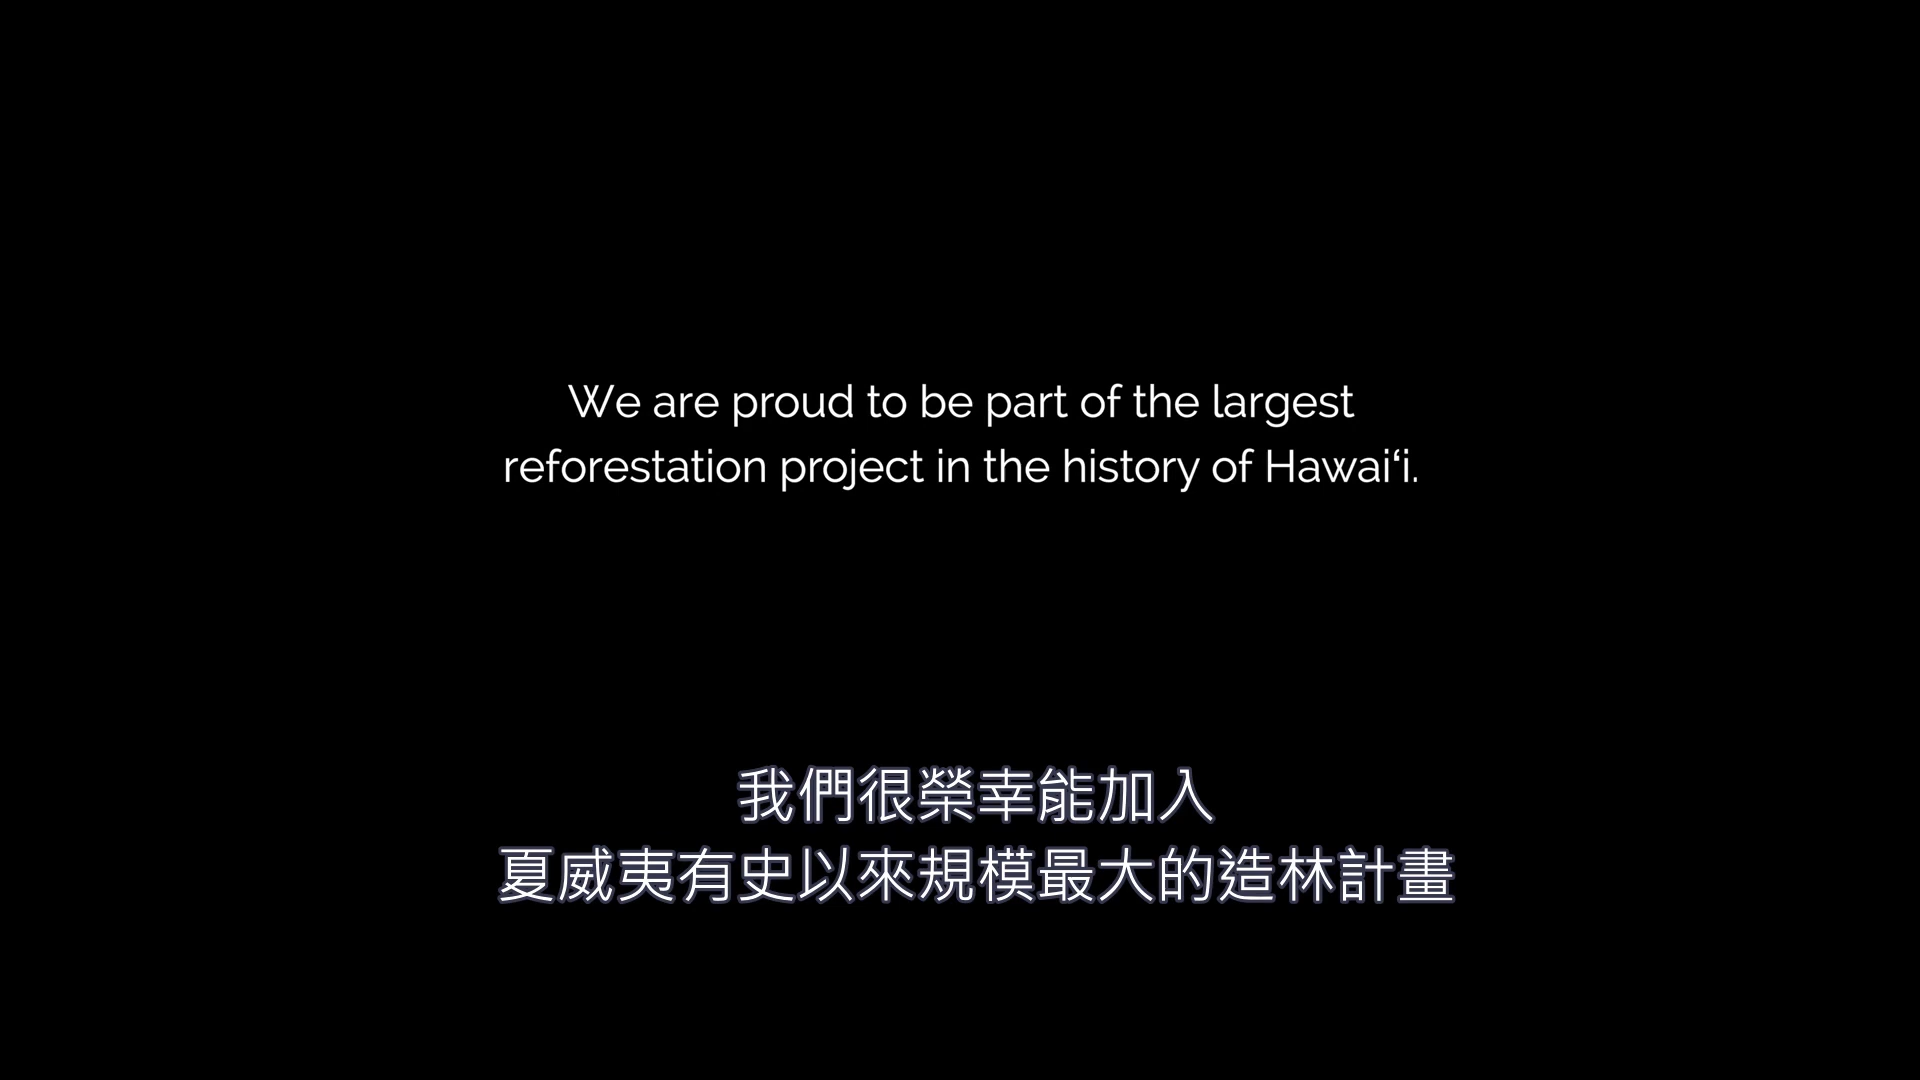 We are proud to be part of the largest
reforestation project in the history of Hawaiʻi.
我們很榮幸能加入
夏威夷有史以來規模最大的造林計畫